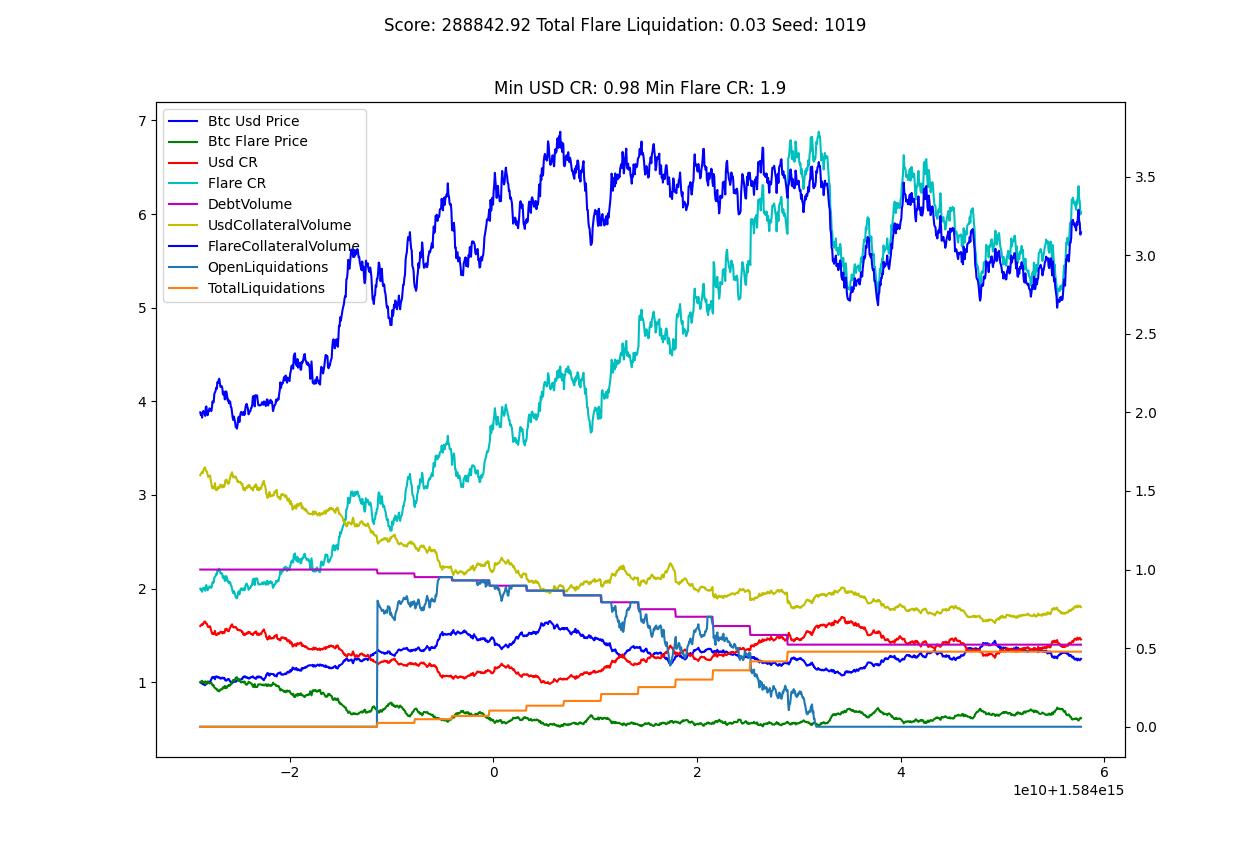 Score: 288842.92 Total Flare Liquidation: 0.03 Seed: 1019
Min USD CR: 0.98 Min Flare CR: 1.9
Btc Usd Price
Btc Flare Price
Usd CR
Flare CR
DebtVolume
UsdCollateralVolume
FlareCollateralVolume
OpenLiquidations
TotalLiquidations
7
6
5
4
3
2
1
3.5
3.0
2.5
2.0
1.5
1.0
0.5
0.0
−2 0 2 4 6
1e10+1.584e15